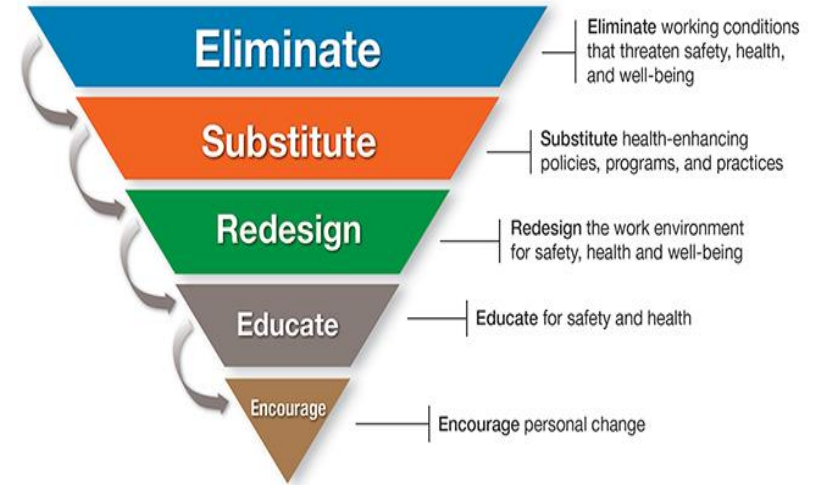 Eliminate
Eliminate working conditions
that threaten safety, health,
and well-being
Substitute
Substitute health-enhancing
policies, programs, and practices
Redesign
Redesign the work environment
for safety, health and well-being
Educate
Educate for safety and health
Encourage
Encourage personal change